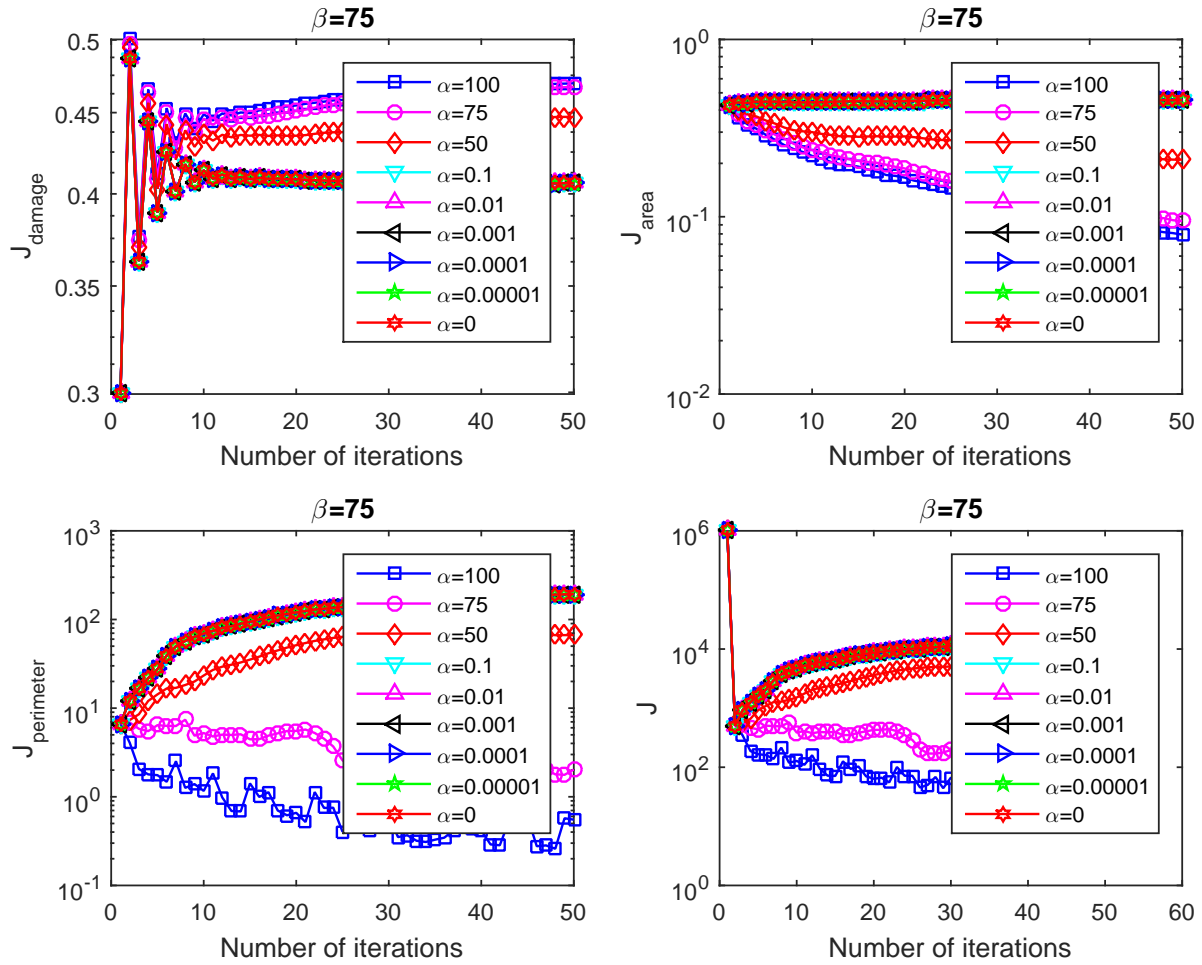 β=75
0.5
0.45
0.4
0.35
0.3
J_damage
0 10 20 30 40 50
Number of iterations
α=100
α=75
α=50
α=0.1
α=0.01
α=0.001
α=0.0001
α=0.00001
α=0
β=75
10^0
10^-1
10^-2
J_area
0 10 20 30 40 50
Number of iterations
α=100
α=75
α=50
α=0.1
α=0.01
α=0.001
α=0.0001
α=0.00001
α=0
β=75
10^3
10^2
10^1
10^0
10^-1
J_perimeter
0 10 20 30 40 50
Number of iterations
α=100
α=75
α=50
α=0.1
α=0.01
α=0.001
α=0.0001
α=0.00001
α=0
β=75
10^6
10^4
10^2
10^0
J
0 10 20 30 40 50 60
Number of iterations
α=100
α=75
α=50
α=0.1
α=0.01
α=0.001
α=0.0001
α=0.00001
α=0